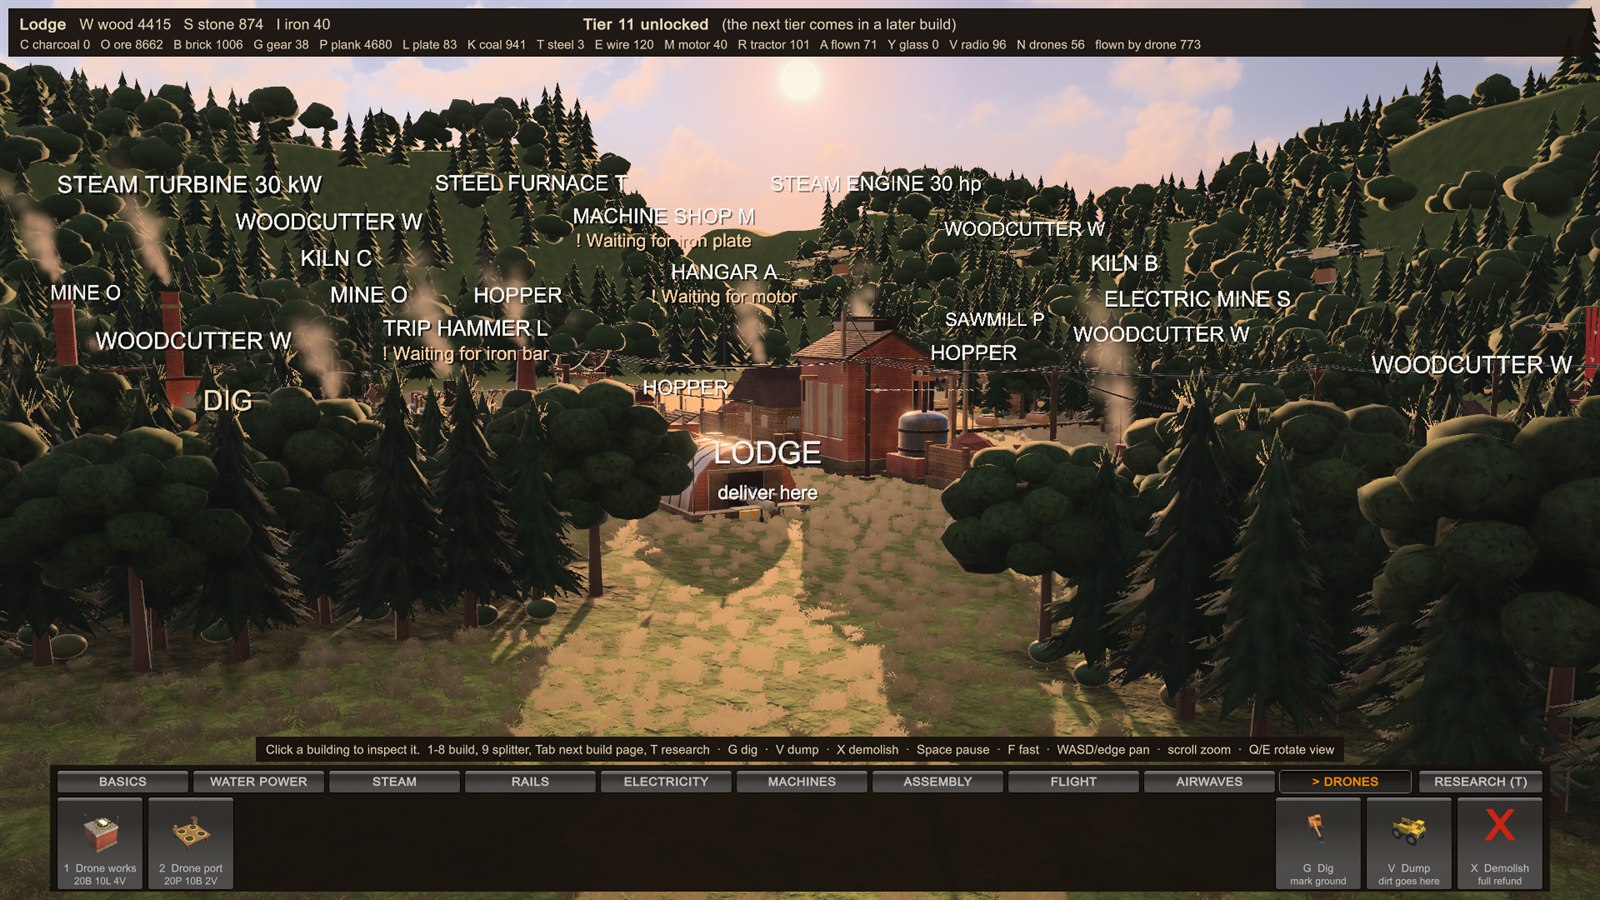 Lodge W wood 4415 S stone 874 I iron 40
Tier 11 unlocked (the next tier comes in a later build)
C charcoal 0 O ore 8662 B brick 1006 G gear 38 P plank 4680 L plate 83 K coal 941 T steel 3 E wire 120 M motor 40 R tractor 101 A flown 71 Y glass 0 V radio 96 N drones 56 flown by drone 773
STEAM TURBINE 30 kW
STEEL FURNACE T
STEAM ENGINE 30 hp
WOODCUTTER W
MACHINE SHOP M
! Waiting for iron plate
WOODCUTTER W
KILN C
HANGAR A
! Waiting for motor
KILN B
MINE O
MINE O
HOPPER
ELECTRIC MINE S
WOODCUTTER W
TRIP HAMMER L
! Waiting for iron bar
SAWMILL P
HOPPER
WOODCUTTER W
WOODCUTTER W
DIG
HOPPER
LODGE
deliver here
Click a building to inspect it. 1-8 build, 9 splitter, Tab next build page, T research · G dig · V dump · X demolish · Space pause · F fast · WASD/edge pan · scroll zoom · Q/E rotate view
BASICS
WATER POWER
STEAM
RAILS
ELECTRICITY
MACHINES
ASSEMBLY
FLIGHT
AIRWAVES
> DRONES
RESEARCH (T)
1 Drone works
20B 10L 4V
2 Drone port
20P 10B 2V
G Dig
mark ground
V Dump
dirt goes here
X Demolish
full refund